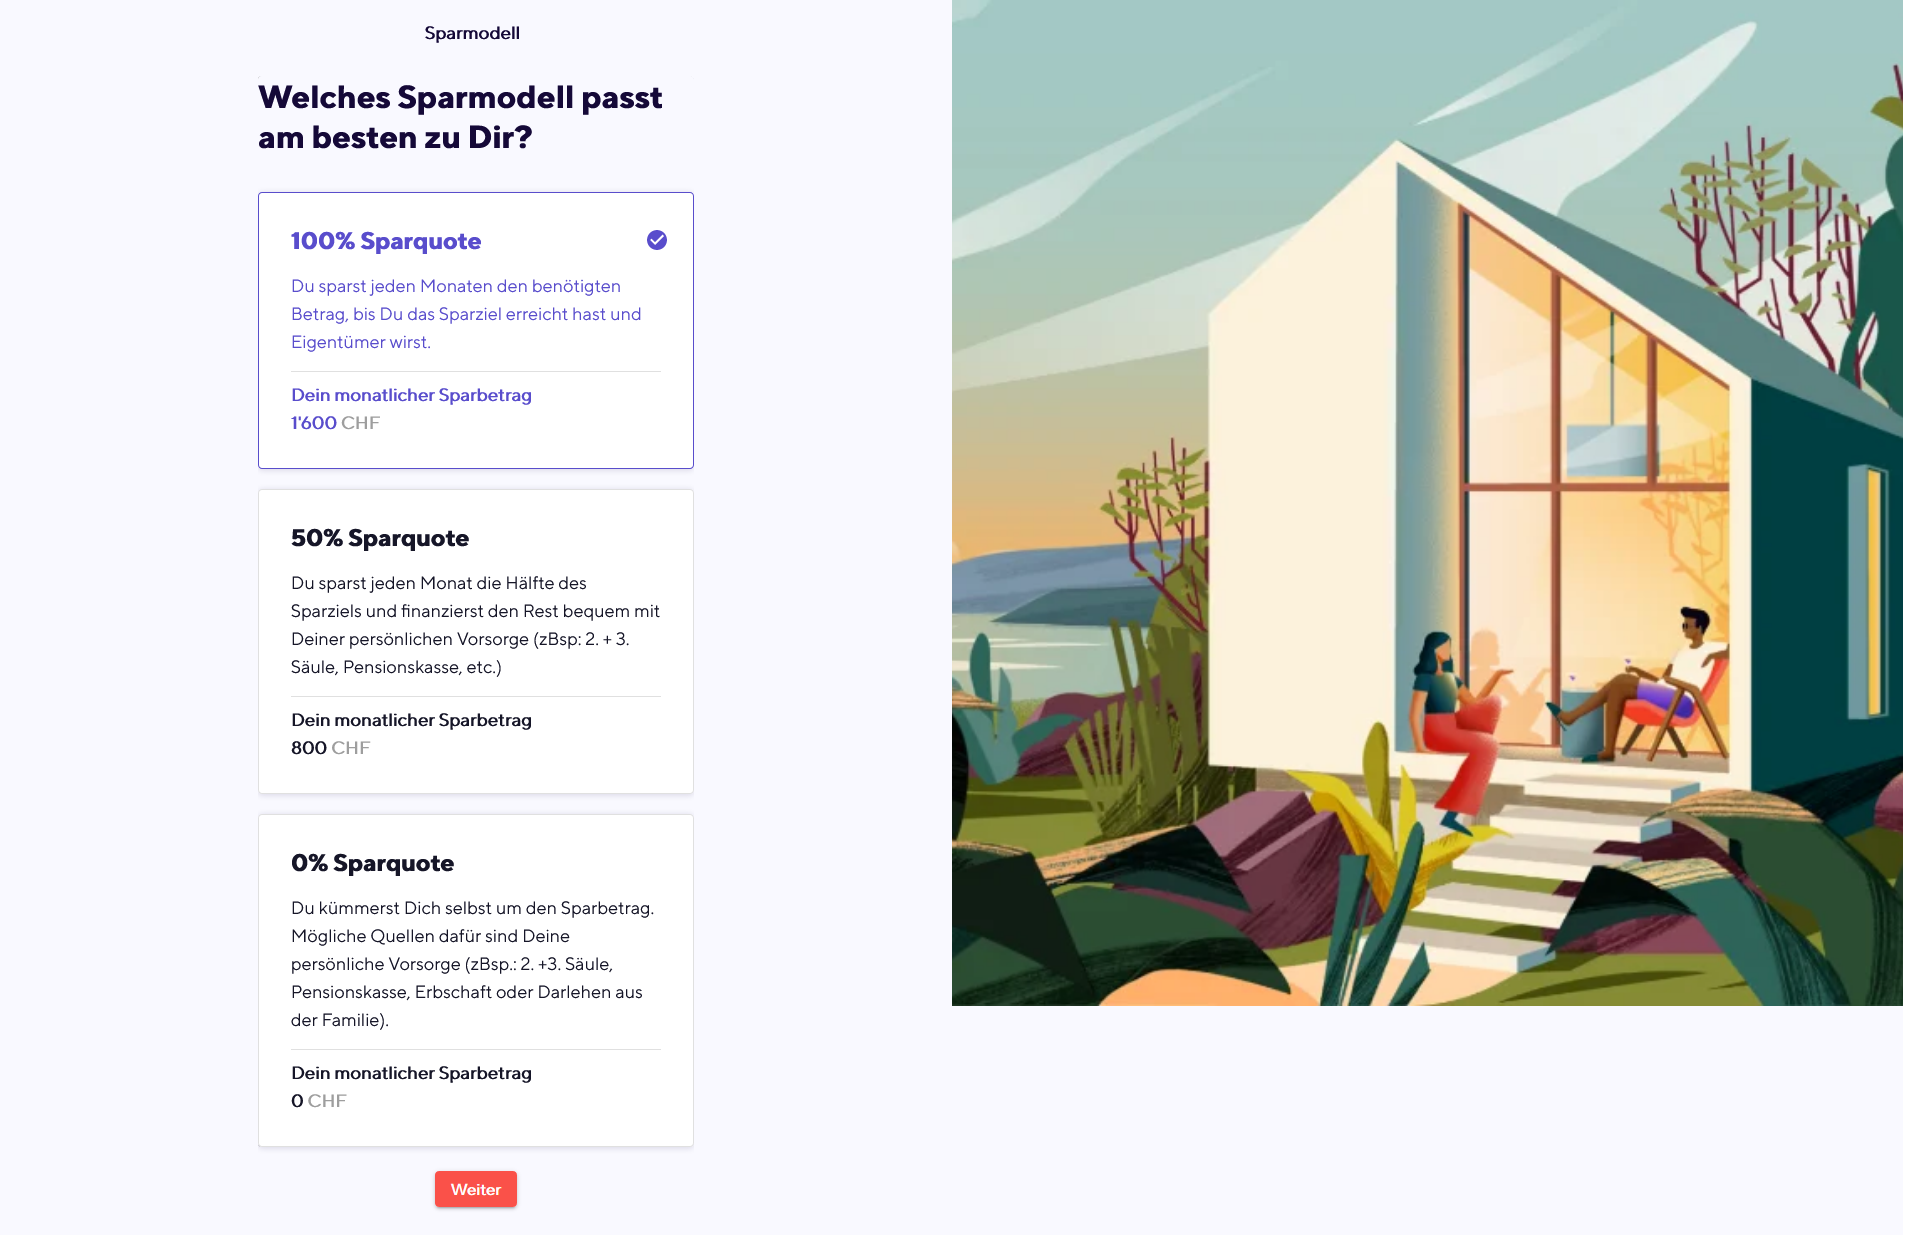 Sparmodell
Welches Sparmodell passt
am besten zu Dir?
100% Sparquote
Du sparst jeden Monaten den benötigten
Betrag, bis Du das Sparziel erreicht hast und
Eigentümer wirst.
Dein monatlicher Sparbetrag
1'600 CHF
50% Sparquote
Du sparst jeden Monat die Hälfte des
Sparziels und finanzierst den Rest bequem mit
Deiner persönlichen Vorsorge (zBsp: 2. + 3.
Säule, Pensionskasse, etc.)
Dein monatlicher Sparbetrag
800 CHF
0% Sparquote
Du kümmerst Dich selbst um den Sparbetrag.
Mögliche Quellen dafür sind Deine
persönliche Vorsorge (zBsp.: 2. +3. Säule,
Pensionskasse, Erbschaft oder Darlehen aus
der Familie).
Dein monatlicher Sparbetrag
0 CHF
Weiter